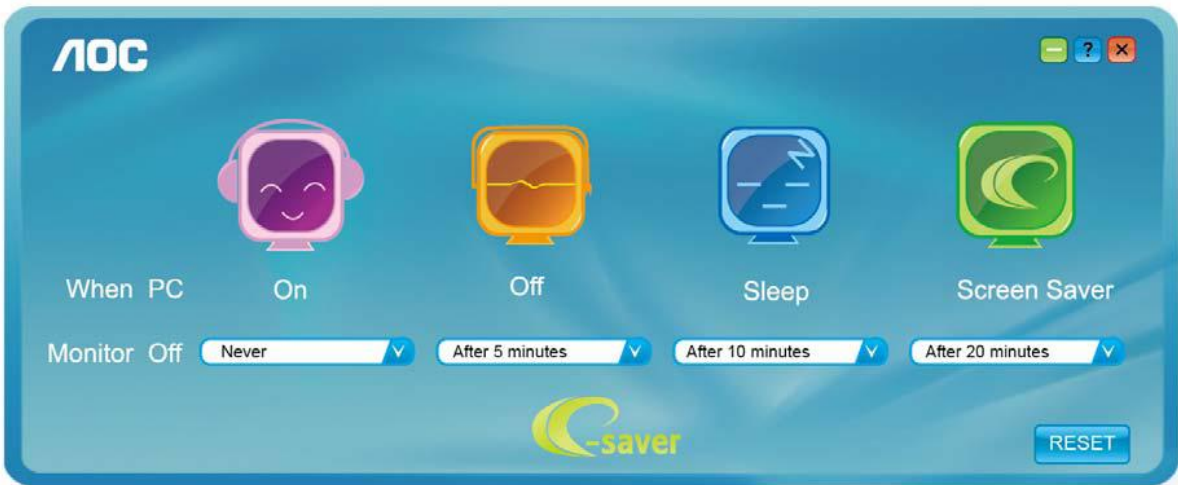 AOC
?
When PC On Off Sleep Screen Saver
Monitor Off Never After 5 minutes After 10 minutes After 20 minutes
e-saver
RESET